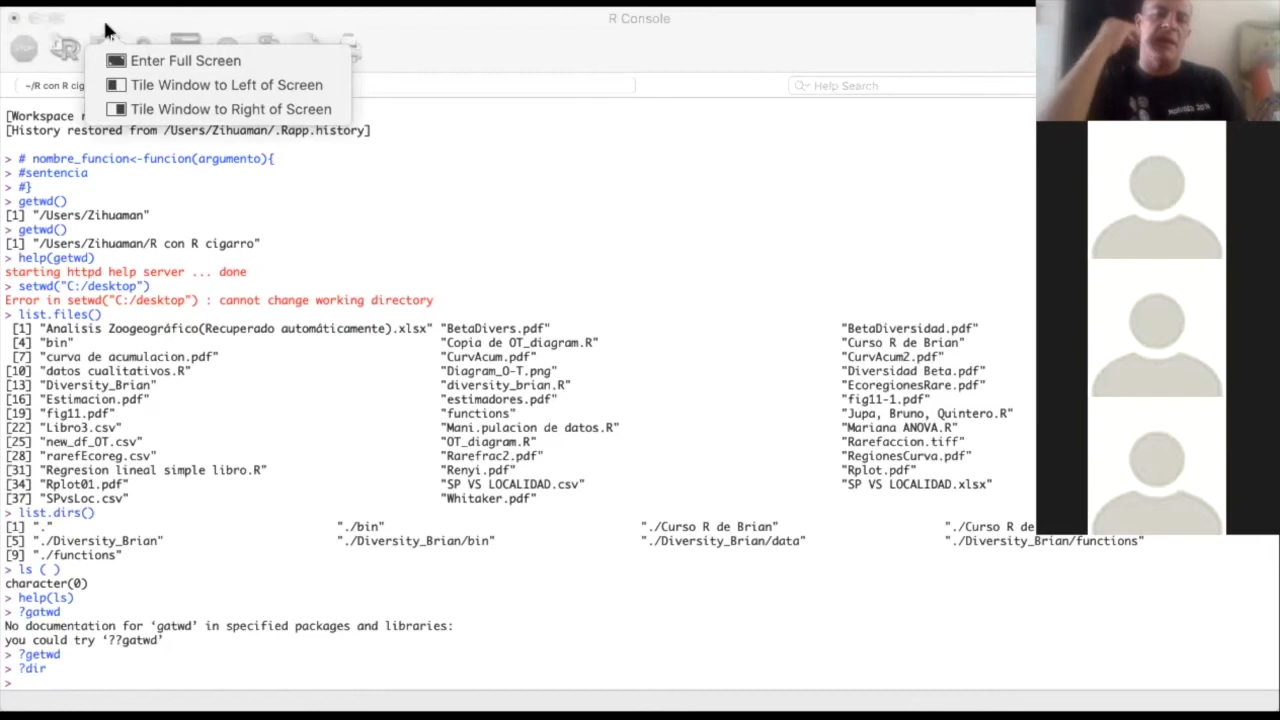 R Console
STOP
Enter Full Screen
Tile Window to Left of Screen
Tile Window to Right of Screen
~/R con R cig
Help Search
[Workspace
[History restored from /Users/Zihuaman/.Rapp.history]
> # nombre_funcion<-funcion(argumento){
> #sentencia
> #}
> getwd()
[1] "/Users/Zihuaman"
> getwd()
[1] "/Users/Zihuaman/R con R cigarro"
> help(getwd)
starting httpd help server ... done
> setwd("C:/desktop")
Error in setwd("C:/desktop") : cannot change working directory
> list.files()
[1] "Analisis Zoogeográfico(Recuperado automáticamente).xlsx" "BetaDivers.pdf" "BetaDiversidad.pdf"
[4] "bin" "Copia de OT_diagram.R" "Curso R de Brian"
[7] "curva de acumulacion.pdf" "CurvAcum.pdf" "CurvAcum2.pdf"
[10] "datos cualitativos.R" "Diagram_O-T.png" "Diversidad Beta.pdf"
[13] "Diversity_Brian" "diversity_brian.R" "EcoregionesRare.pdf"
[16] "Estimacion.pdf" "estimadores.pdf" "fig11-1.pdf"
[19] "fig11.pdf" "functions" "Jupa, Bruno, Quintero.R"
[22] "Libro3.csv" "Mani.pulacion de datos.R" "Mariana ANOVA.R"
[25] "new_df_OT.csv" "OT_diagram.R" "Rarefaccion.tiff"
[28] "rarefEcoreg.csv" "Rarefrac2.pdf" "RegionesCurva.pdf"
[31] "Regresion lineal simple libro.R" "Renyi.pdf" "Rplot.pdf"
[34] "Rplot01.pdf" "SP VS LOCALIDAD.csv" "SP VS LOCALIDAD.xlsx"
[37] "SPvsLoc.csv" "Whitaker.pdf"
> list.dirs()
[1] "." "./bin" "./Curso R de Brian" "./Curso R de
[5] "./Diversity_Brian" "./Diversity_Brian/bin" "./Diversity_Brian/data" "./Diversity_Brian/functions"
[9] "./functions"
> ls ( )
character(0)
> help(ls)
> ?gatwd
No documentation for ‘gatwd’ in specified packages and libraries:
you could try ‘??gatwd’
> ?getwd
> ?dir
>